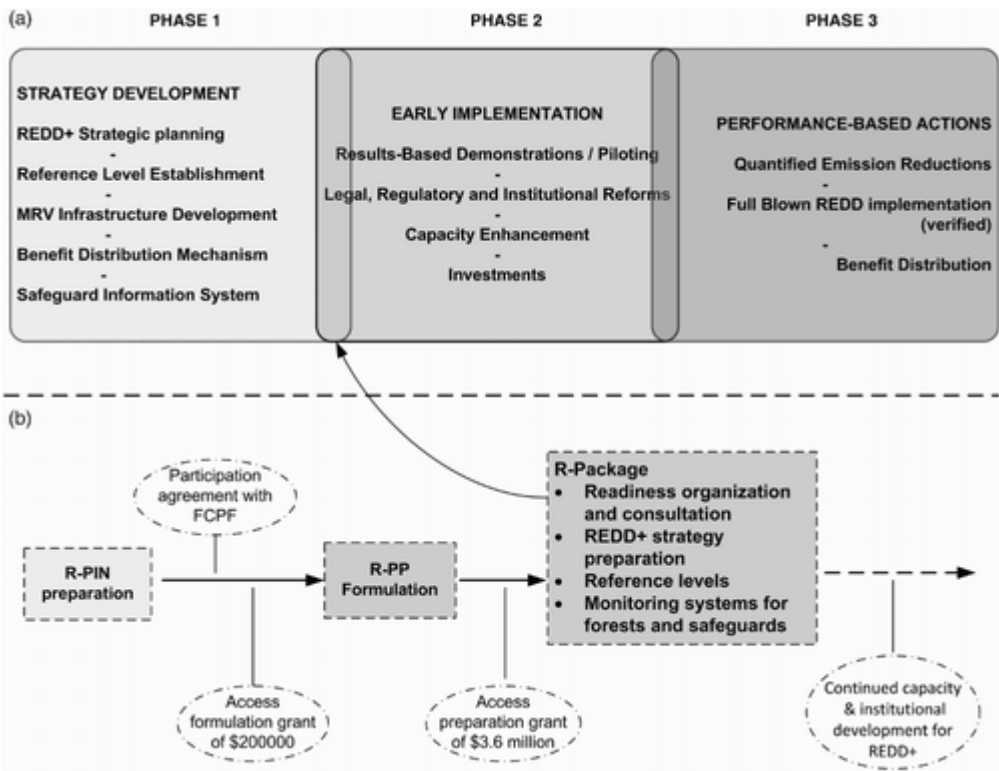 (a)
PHASE 1
PHASE 2
PHASE 3
STRATEGY DEVELOPMENT
REDD+ Strategic planning
-
Reference Level Establishment
-
MRV Infrastructure Development
-
Benefit Distribution Mechanism
-
Safeguard Information System
EARLY IMPLEMENTATION
Results-Based Demonstrations / Piloting
-
Legal, Regulatory and Institutional Reforms
-
Capacity Enhancement
-
Investments
PERFORMANCE-BASED ACTIONS
Quantified Emission Reductions
-
Full Blown REDD implementation
(verified)
-
Benefit Distribution
(b)
Participation
agreement with
FCPF
R-PIN
preparation
Access
formulation grant
of $200000
R-PP
Formulation
Access
preparation grant
of $3.6 million
R-Package
• Readiness organization
and consultation
• REDD+ strategy
preparation
• Reference levels
• Monitoring systems for
forests and safeguards
Continued capacity
& institutional
development for
REDD+